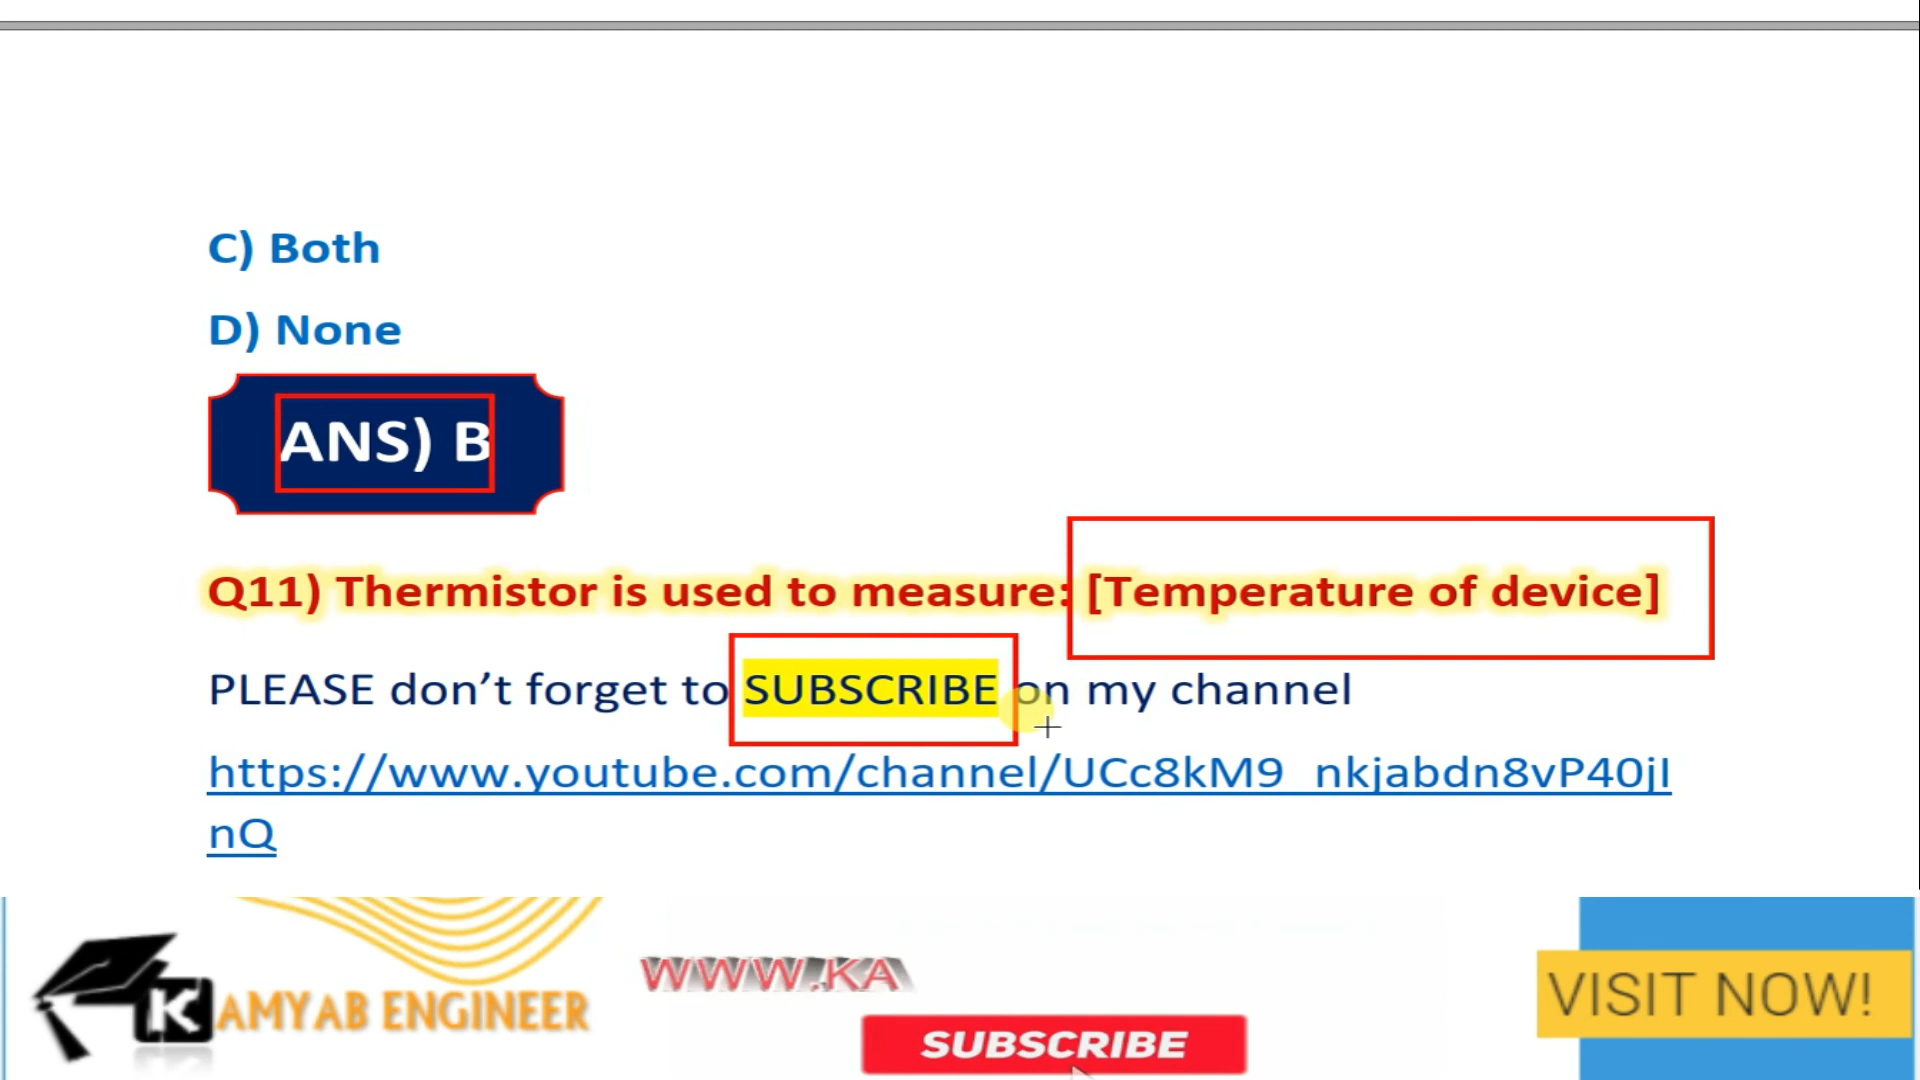 C) Both
D) None
ANS) B
Q11) Thermistor is used to measure: [Temperature of device]
PLEASE don’t forget to SUBSCRIBE on my channel
https://www.youtube.com/channel/UCc8kM9_nkjabdn8vP40jI
nQ
KAMYAB ENGINEER
WWW.KA
SUBSCRIBE
VISIT NOW!